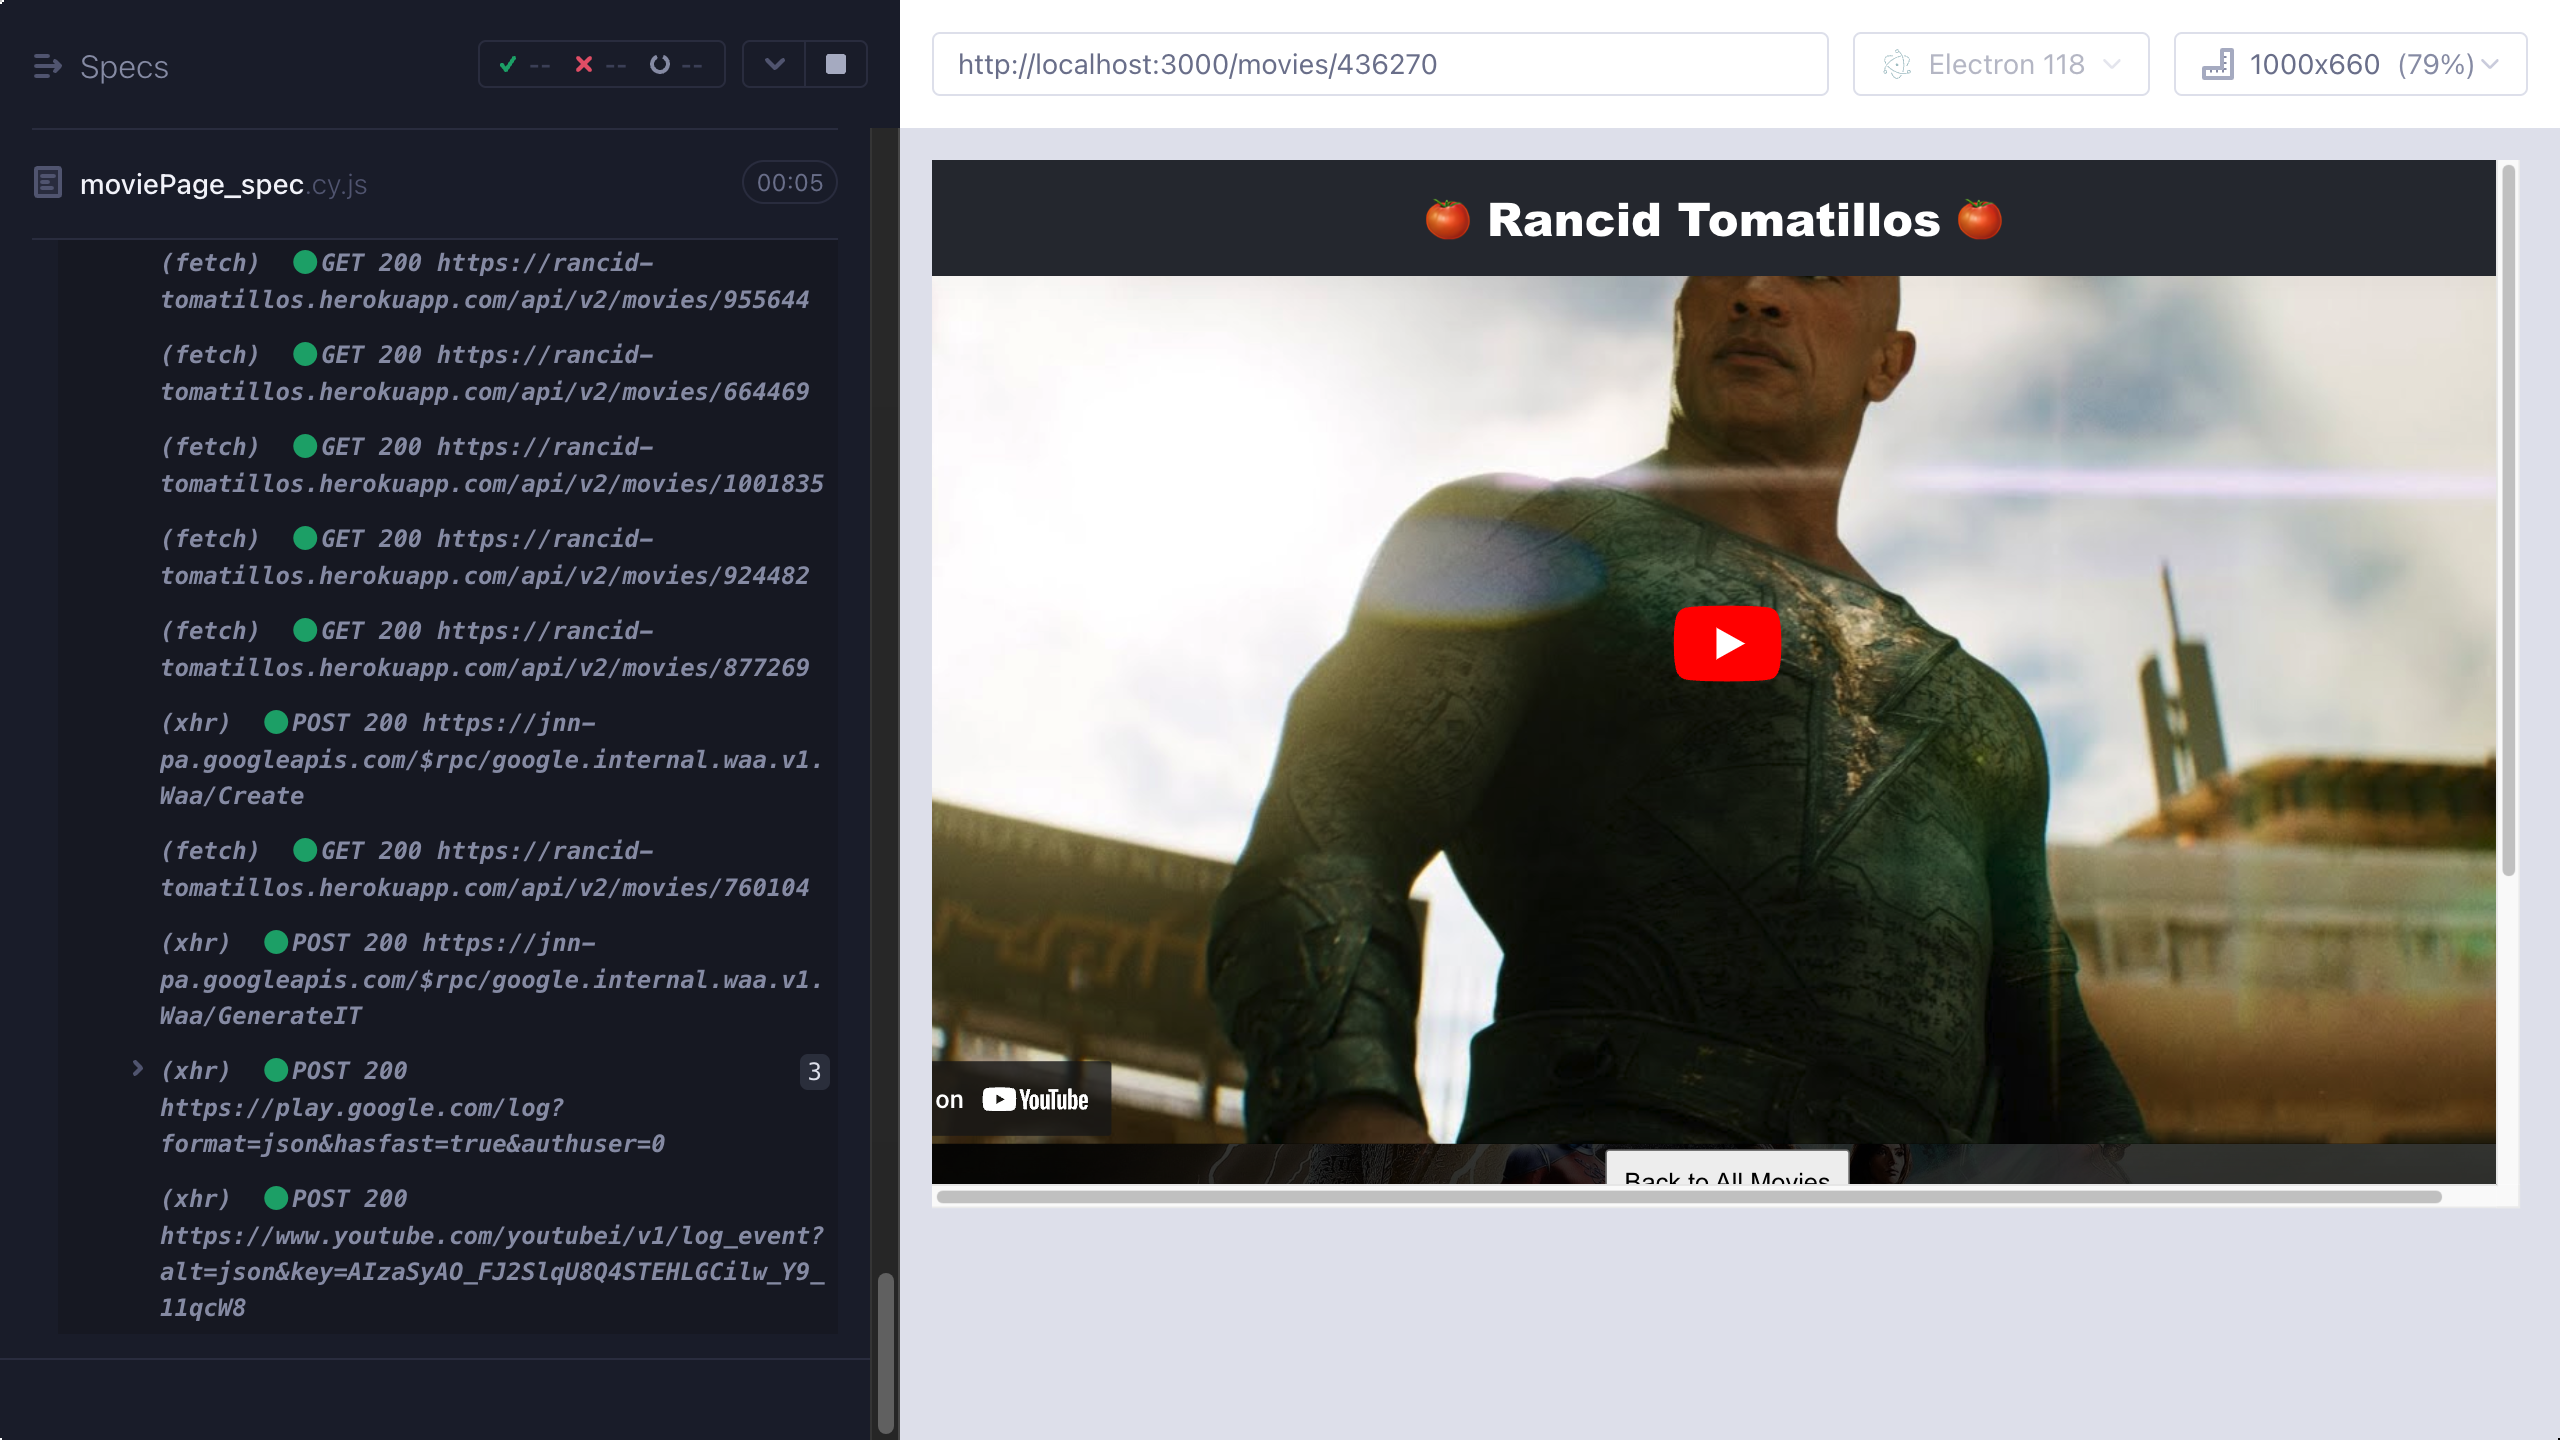 Specs
-- -- --
moviePage_spec.cy.js
00:05
(fetch) GET 200 https://rancid-
tomatillos.herokuapp.com/api/v2/movies/955644
(fetch) GET 200 https://rancid-
tomatillos.herokuapp.com/api/v2/movies/664469
(fetch) GET 200 https://rancid-
tomatillos.herokuapp.com/api/v2/movies/1001835
(fetch) GET 200 https://rancid-
tomatillos.herokuapp.com/api/v2/movies/924482
(fetch) GET 200 https://rancid-
tomatillos.herokuapp.com/api/v2/movies/877269
(xhr) POST 200 https://jnn-
pa.googleapis.com/$rpc/google.internal.waa.v1.
Waa/Create
(fetch) GET 200 https://rancid-
tomatillos.herokuapp.com/api/v2/movies/760104
(xhr) POST 200 https://jnn-
pa.googleapis.com/$rpc/google.internal.waa.v1.
Waa/GenerateIT
(xhr) POST 200
3
https://play.google.com/log?
format=json&hasfast=true&authuser=0
(xhr) POST 200
https://www.youtube.com/youtubei/v1/log_event?
alt=json&key=AIzaSyAO_FJ2SlqU8Q4STEHLGCilw_Y9_
11qcW8
http://localhost:3000/movies/436270
Electron 118
1000x660 (79%)
Rancid Tomatillos
on YouTube
Back to All Movies